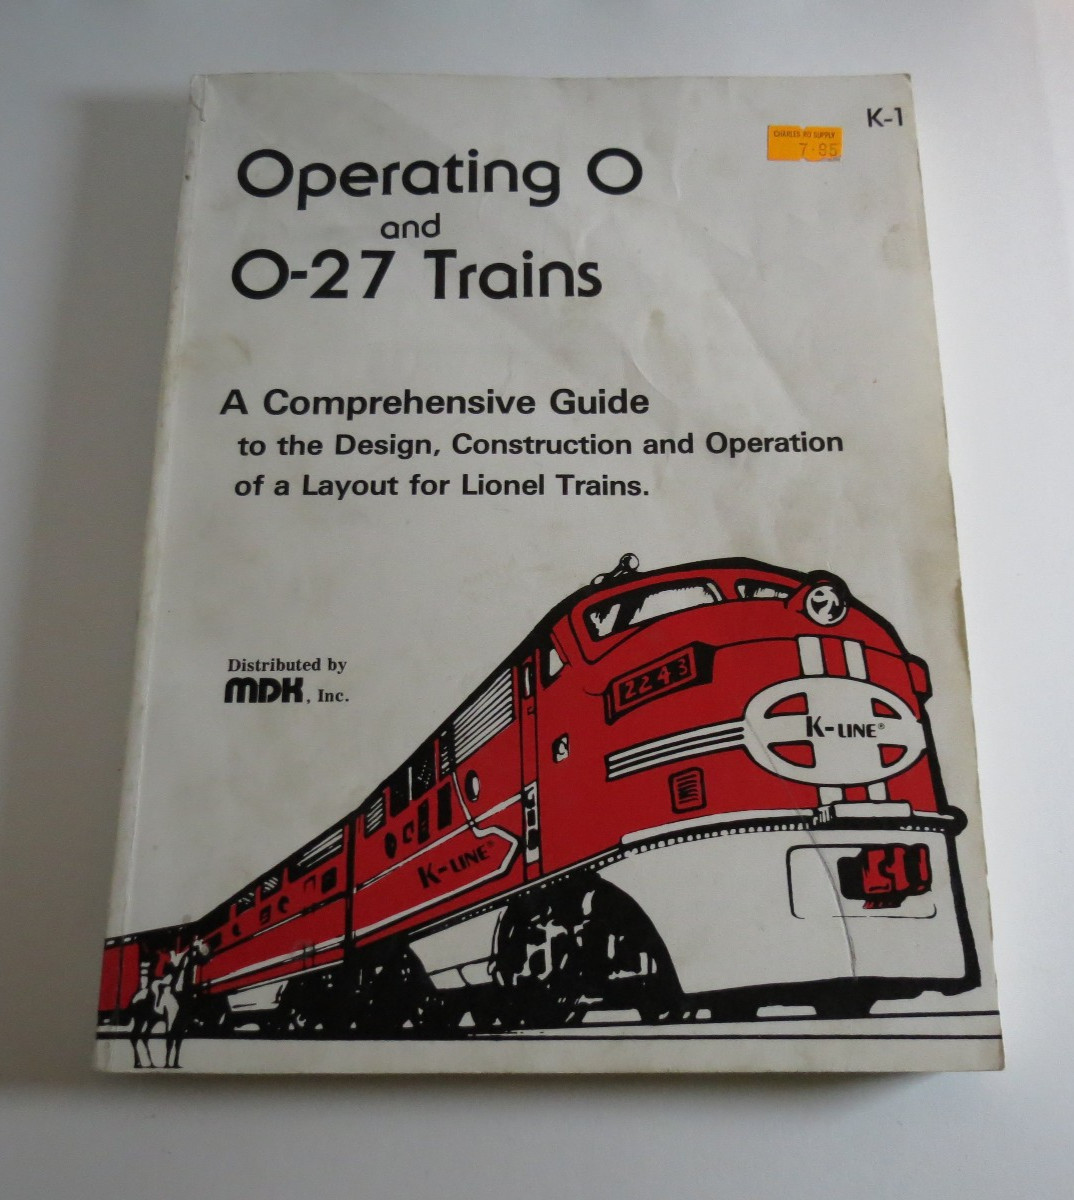 K-1
CHARLES RO SUPPLY
7.85
Operating O
and
O-27 Trains
A Comprehensive Guide
to the Design, Construction and Operation
of a Layout for Lionel Trains.
Distributed by
MDK, Inc.
2243
K-LINE®
K-LINE®